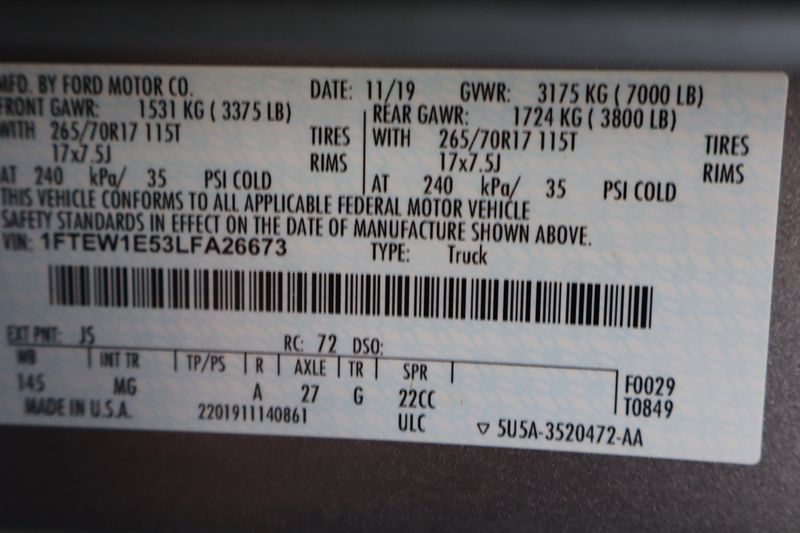 MFD. BY FORD MOTOR CO. DATE: 11/19 GVWR: 3175 KG ( 7000 LB)
FRONT GAWR: 1531 KG ( 3375 LB) REAR GAWR: 1724 KG ( 3800 LB)
WITH 265/70R17 115T TIRES WITH 265/70R17 115T TIRES
17x7.5J RIMS 17x7.5J RIMS
AT 240 kPa/ 35 PSI COLD AT 240 kPa/ 35 PSI COLD
THIS VEHICLE CONFORMS TO ALL APPLICABLE FEDERAL MOTOR VEHICLE
SAFETY STANDARDS IN EFFECT ON THE DATE OF MANUFACTURE SHOWN ABOVE.
VIN: 1FTEW1E53LFA26673 TYPE: Truck
EXT PNT: JS RC: 72 DSO:
WB INT TR TP/PS R AXLE TR SPR
145 MG A 27 G 22CC F0029
MADE IN U.S.A. 2201911140861 ULC T0849
▽ 5U5A-3520472-AA